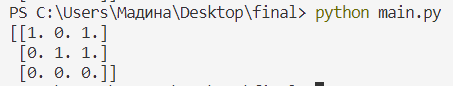 PS C:\Users\Мадина\Desktop\final> python main.py
[[1. 0. 1.]
 [0. 1. 1.]
 [0. 0. 0.]]